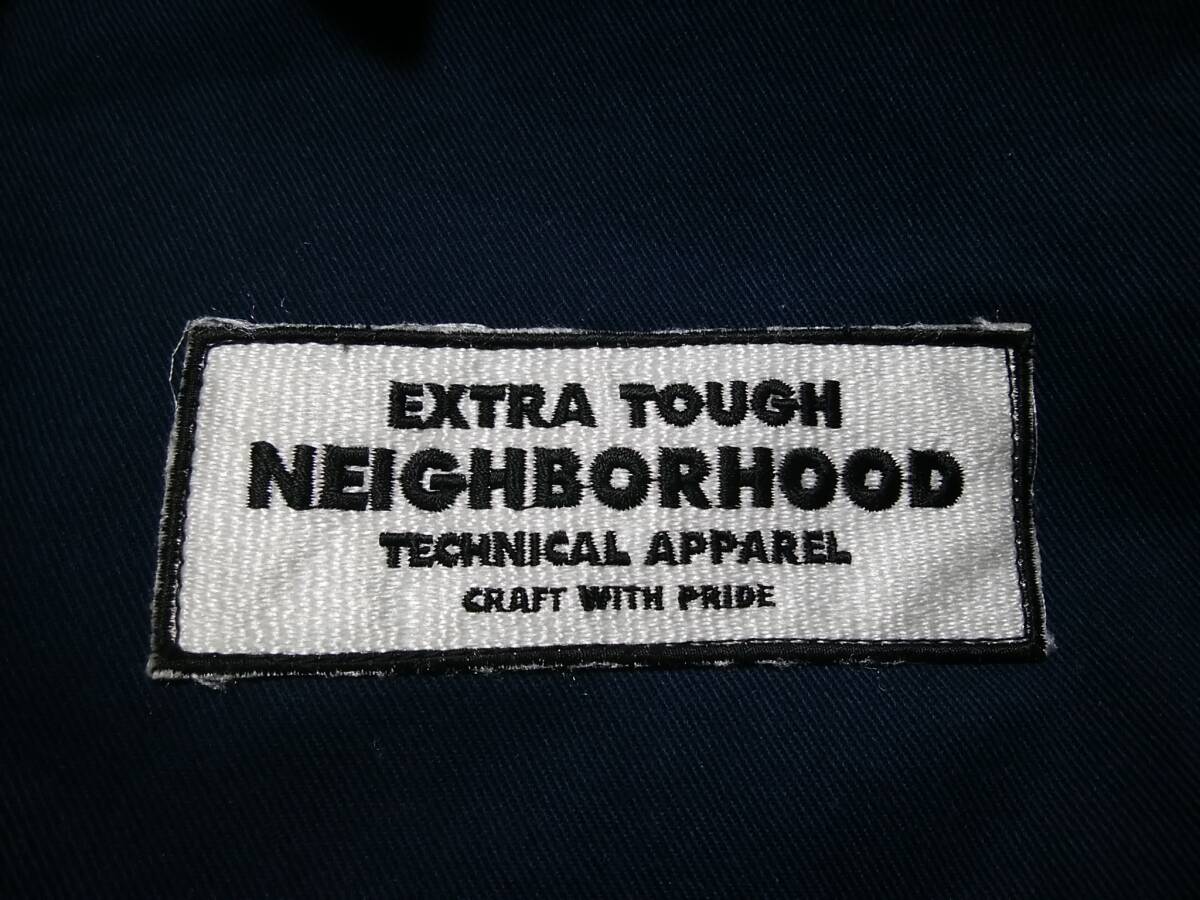 EXTRA TOUGH
NEIGHBORHOOD
TECHNICAL APPAREL
CRAFT WITH PRIDE